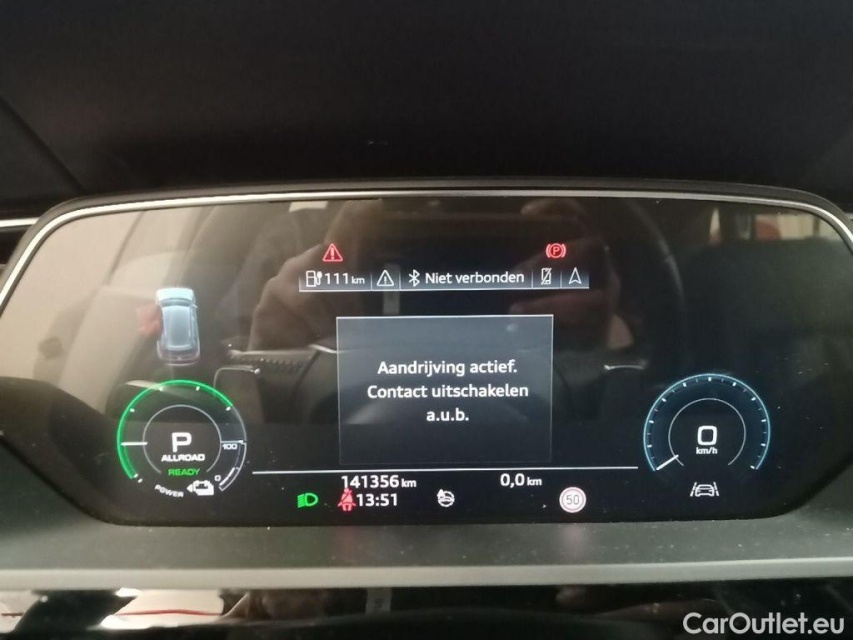 111 km
Niet verbonden
Aandrijving actief.
Contact uitschakelen
a.u.b.
P
ALLROAD
READY
100
POWER
0
km/h
141356 km
0,0 km
13:51
50
CarOutlet.eu